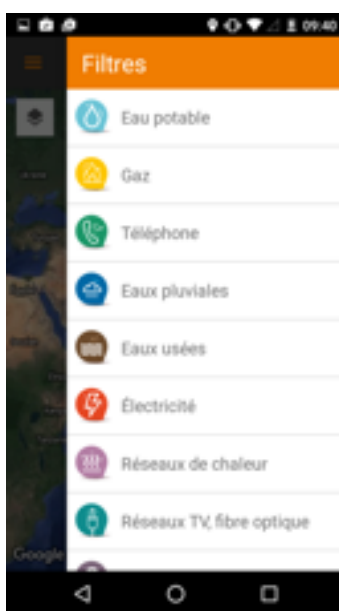 09:40
Filtres
Eau potable
Gaz
Téléphone
Eaux pluviales
Eaux usées
Électricité
Réseaux de chaleur
Réseaux TV, fibre optique
Google